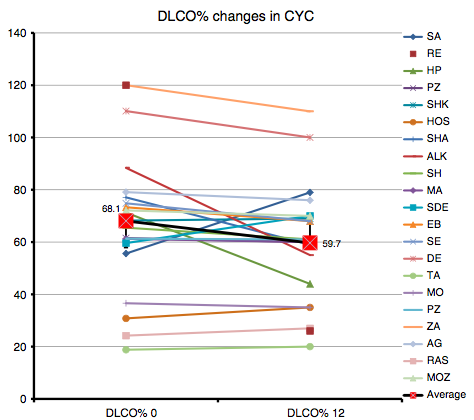 DLCO% changes in CYC
140
120
100
80
60
40
20
0
68.1
59.7
DLCO% 0
DLCO% 12
SA
RE
HP
PZ
SHK
HOS
SHA
ALK
SH
MA
SDE
EB
SE
DE
TA
MO
PZ
ZA
AG
RAS
MOZ
Average